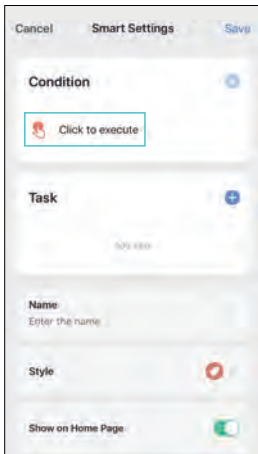 Cancel Smart Settings Save
Condition
Click to execute
Task
Name
Enter the name
Style
Show on Home Page